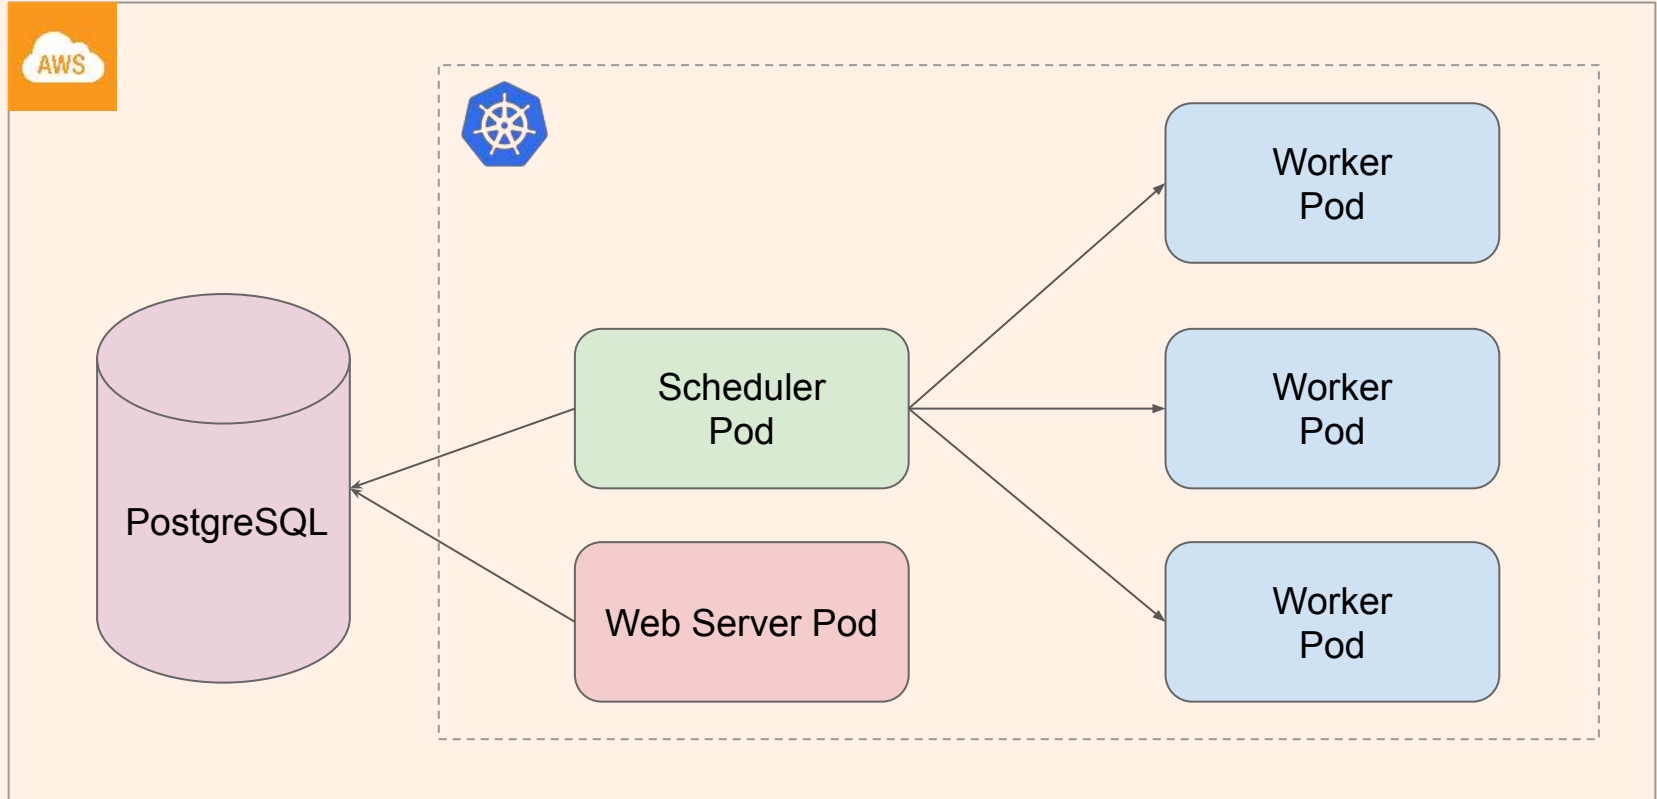 AWS
Worker
Pod
Scheduler
Pod
Worker
Pod
PostgreSQL
Web Server Pod
Worker
Pod